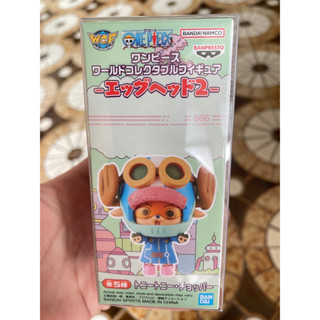 WCF
ONE PIECE
BANDAI NAMCO
BANPRESTO
ワンピース
ワールドコレクタブルフィギュア
-エッグヘッド2-
全5種
トニートニー・チョッパー
BANDAI SPIRITS MADE IN CHINA
BANDAI